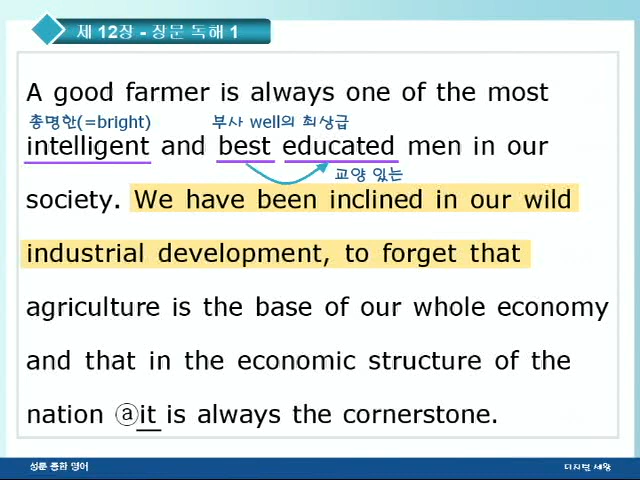 제 12장 - 장문 독해 1
A good farmer is always one of the most
총명한(=bright) 부사 well의 최상급
intelligent and best educated men in our
교양 있는
society. We have been inclined in our wild
industrial development, to forget that
agriculture is the base of our whole economy
and that in the economic structure of the
nation ⓐit is always the cornerstone.
성문 종합 영어 디지털 세왕